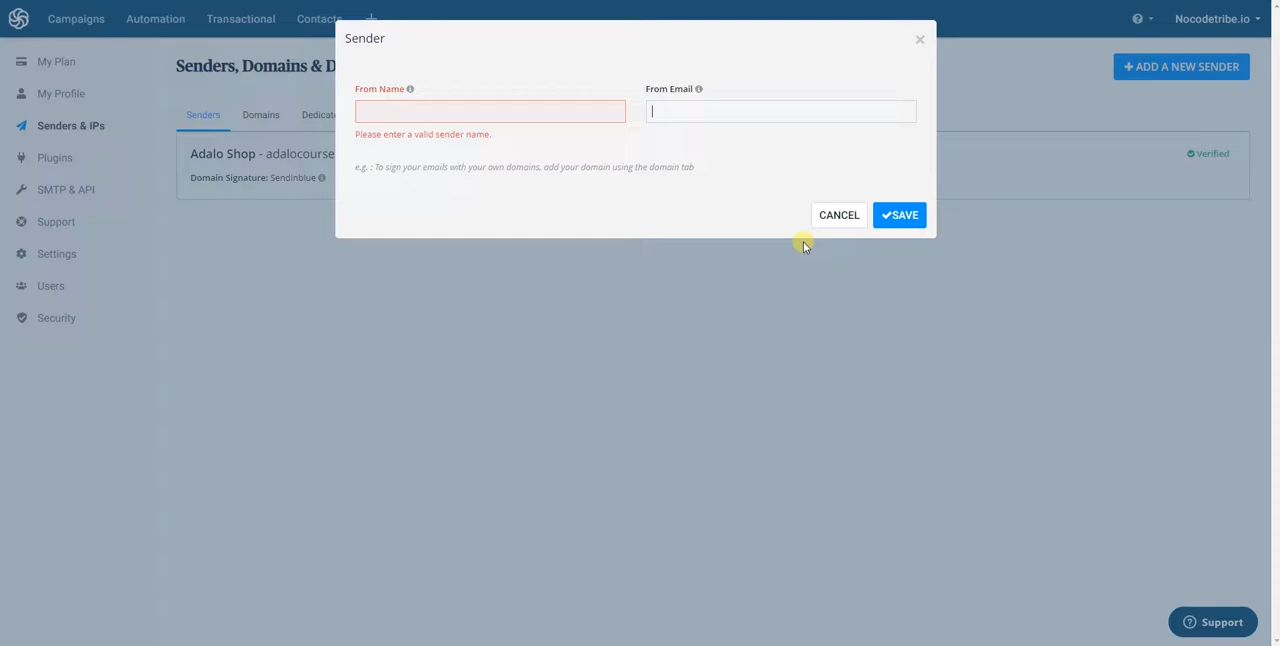 Campaigns Automation Transactional Contacts Nocodetribe.io
Sender
Senders, Domains & D
ADD A NEW SENDER
My Plan
My Profile
Senders & IPs
Plugins
SMTP & API
Support
Settings
Users
Security
Senders Domains
Adalo Shop - adalocourse
Verified
Domain Signature: Sendinblue
From Name
From Email
Please enter a valid sender name.
e.g. : To sign your emails with your own domains, add your domain using the domain tab
CANCEL
SAVE
Support